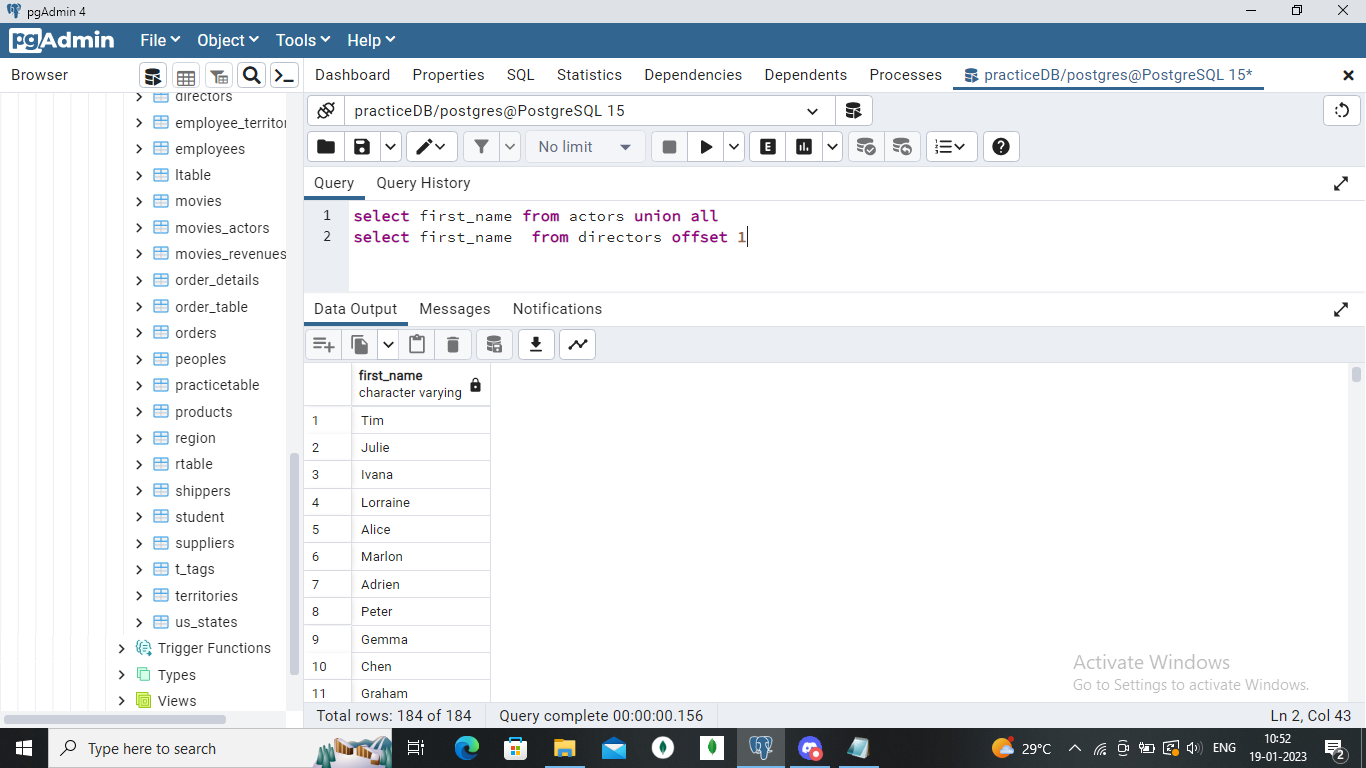 pgAdmin 4
pgAdmin File Object Tools Help
Browser
Dashboard Properties SQL Statistics Dependencies Dependents Processes practiceDB/postgres@PostgreSQL 15*
directors
employee_territo
employees
ltable
movies
movies_actors
movies_revenues
order_details
order_table
orders
peoples
practicetable
products
region
rtable
shippers
student
suppliers
t_tags
territories
us_states
Trigger Functions
Types
Views
practiceDB/postgres@PostgreSQL 15
No limit
E
Query Query History
1 select first_name from actors union all
2 select first_name  from directors offset 1
Data Output Messages Notifications
first_name
character varying
1 Tim
2 Julie
3 Ivana
4 Lorraine
5 Alice
6 Marlon
7 Adrien
8 Peter
9 Gemma
10 Chen
11 Graham
Activate Windows
Go to Settings to activate Windows.
Total rows: 184 of 184 Query complete 00:00:00.156 Ln 2, Col 43
Type here to search
29°C
ENG
10:52
19-01-2023
2